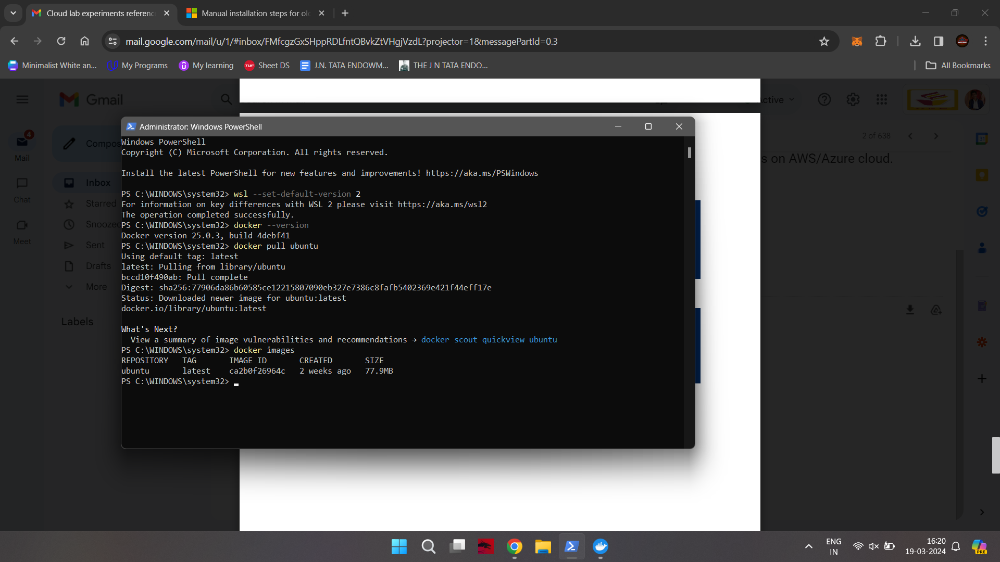 Cloud lab experiments referenc
Manual installation steps for ol
mail.google.com/mail/u/1/#inbox/FMfcgzGxSHppRDLfntQBvkZtVHgjVzdL?projector=1&messagePartId=0.3
Minimalist White an...
My Programs
My learning
TUF
Sheet DS
J.N. TATA ENDOWM...
THE J N TATA ENDO...
All Bookmarks
Gmail
ctive
4
Mail
Compos
2 of 638
Inbox
Starred
Chat
Snoozed
Meet
Sent
Drafts
More
Labels
s on AWS/Azure cloud.
31
Administrator: Windows PowerShell
Windows PowerShell
Copyright (C) Microsoft Corporation. All rights reserved.
Install the latest PowerShell for new features and improvements! https://aka.ms/PSWindows
PS C:\WINDOWS\system32> wsl --set-default-version 2
For information on key differences with WSL 2 please visit https://aka.ms/wsl2
The operation completed successfully.
PS C:\WINDOWS\system32> docker --version
Docker version 25.0.3, build 4debf41
PS C:\WINDOWS\system32> docker pull ubuntu
Using default tag: latest
latest: Pulling from library/ubuntu
bccd10f490ab: Pull complete
Digest: sha256:77906da86b60585ce12215807090eb327e7386c8fafb5402369e421f44eff17e
Status: Downloaded newer image for ubuntu:latest
docker.io/library/ubuntu:latest
What's Next?
View a summary of image vulnerabilities and recommendations → docker scout quickview ubuntu
PS C:\WINDOWS\system32> docker images
REPOSITORY TAG IMAGE ID CREATED SIZE
ubuntu latest ca2b0f26964c 2 weeks ago 77.9MB
PS C:\WINDOWS\system32>
ENG
IN
16:20
19-03-2024
PRE